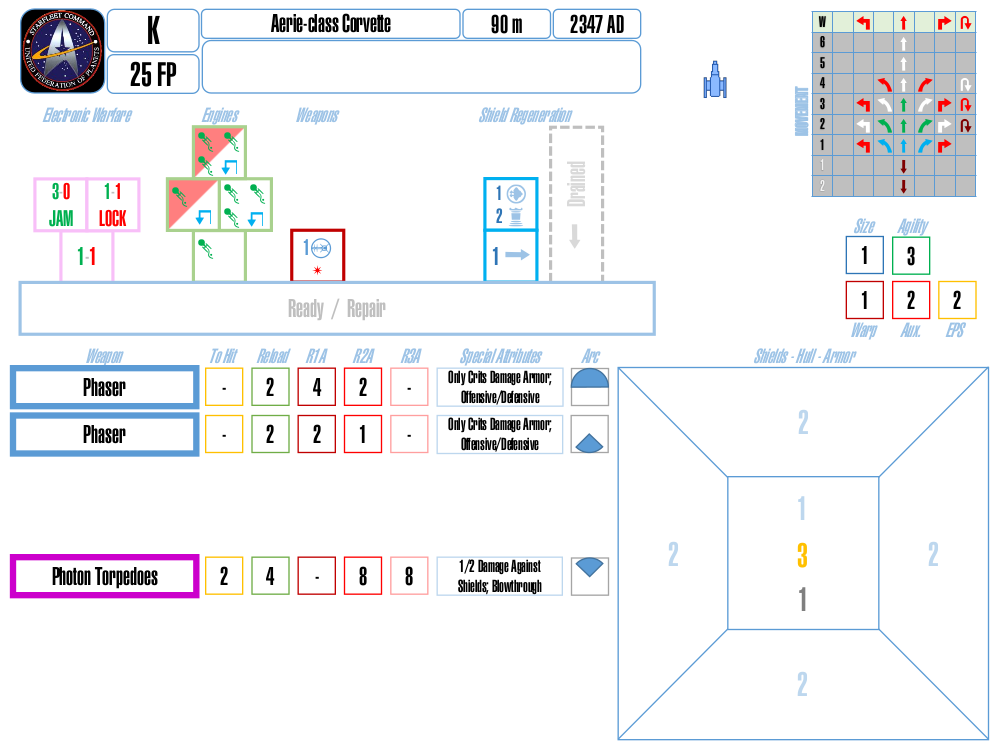 STARFLEET COMMAND
UNITED FEDERATION OF PLANETS
K
Aerie-class Corvette
90 m
2347 AD
25 FP
Electronic Warfare
Engines
Weapons
Shield Regeneration
Drained
3-0
JAM
1-1
LOCK
1-1
1
1
2
1
Ready / Repair
MOVEMENT
W
6
5
4
3
2
1
1
2
Size
Agility
1
3
1
2
2
Warp
Aux.
EPS
Weapon
To Hit
Reload
R1A
R2A
R3A
Special Attributes
Arc
Shields - Hull - Armor
Phaser
-
2
4
2
-
Only Crits Damage Armor;
Offensive/Defensive
Phaser
-
2
2
1
-
Only Crits Damage Armor;
Offensive/Defensive
Photon Torpedoes
2
4
-
8
8
1/2 Damage Against
Shields; Blowthrough
2
1
2
3
2
1
2